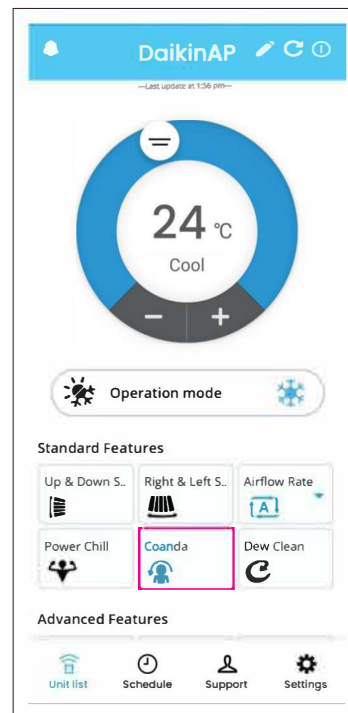 DaikinAP
—Last update at 1:56 pm—
24 °C
Cool
− +
Operation mode
Standard Features
Up & Down S.. Right & Left S.. Airflow Rate
A
Power Chill Coanda Dew Clean
Advanced Features
Unit list Schedule Support Settings